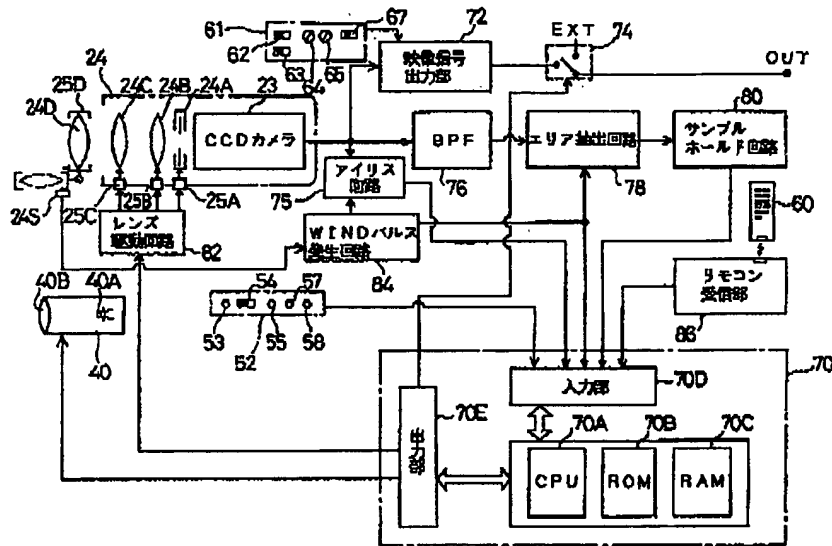 61
67
72
62
63
64
66
EXT
74
OUT
24
24C
24B
24A
23
25D
24D
映像信号
出力部
80
CCDカメラ
BPF
エリア抽出回路
サンプル
ホールド回路
76
78
アイリス
回路
75
60
24S
25C
25B
25A
レンズ
駆動回路
82
WINDパルス
発生回路
84
リモコン
受信部
86
40B
40A
40
54
57
53
52
55
58
70
入力部
70D
70E
出力部
70A
70B
70C
CPU
ROM
RAM